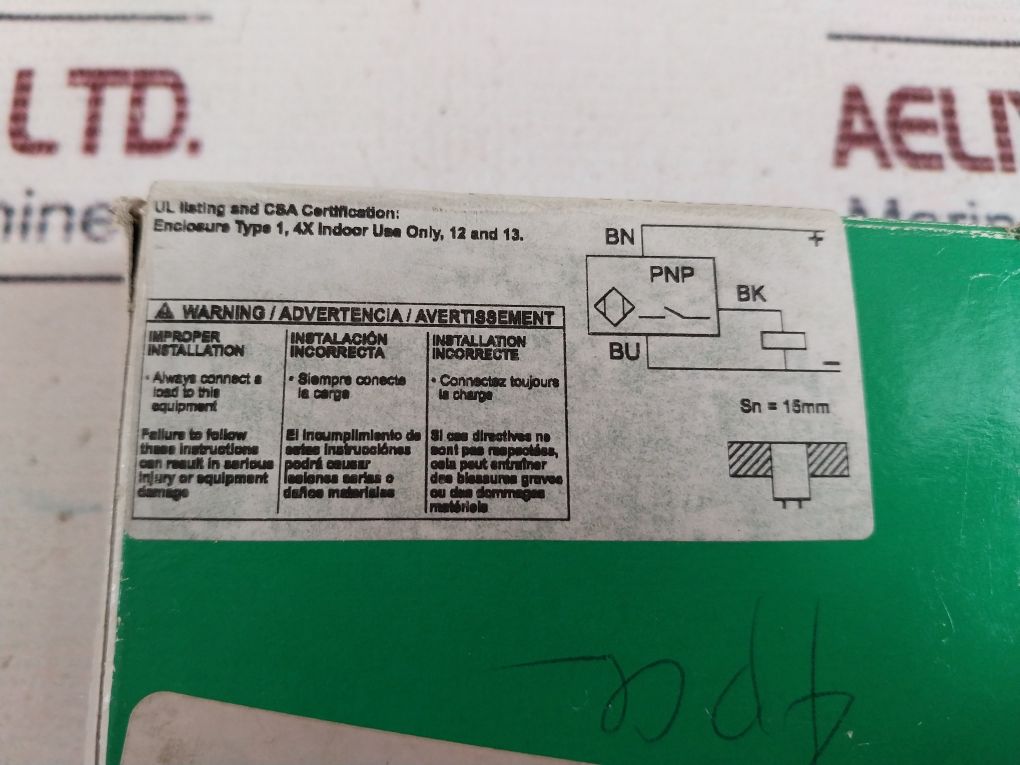 LTD.
AELI
UL listing and CSA Certification:
Enclosure Type 1, 4X Indoor Use Only, 12 and 13.
WARNING / ADVERTENCIA / AVERTISSEMENT
IMPROPER
INSTALLATION
• Always connect a
load to this
equipment
Failure to follow
these instructions
can result in serious
injury or equipment
damage
INSTALACIÓN
INCORRECTA
• Siempre conecte
la carga
El incumplimiento de
estas instrucciónes
podrá causar
lesiones serias o
daños materiales
INSTALLATION
INCORRECTE
• Connectez toujours
la charge
Si ces directives ne
sont pas respectées,
cela peut entraîner
des blessures graves
ou des dommages
matériels
BN
+
PNP
BK
BU
–
Sn = 15mm